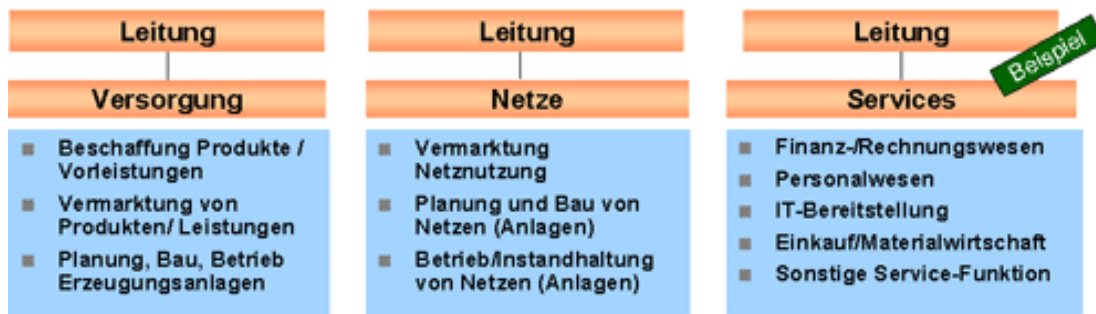 Leitung
Versorgung
Beschaffung Produkte /
Vorleistungen
Vermarktung von
Produkten/ Leistungen
Planung, Bau, Betrieb
Erzeugungsanlagen
Leitung
Netze
Vermarktung
Netznutzung
Planung und Bau von
Netzen (Anlagen)
Betrieb/Instandhaltung
von Netzen (Anlagen)
Leitung
Beispiel
Services
Finanz-/Rechnungswesen
Personalwesen
IT-Bereitstellung
Einkauf/Materialwirtschaft
Sonstige Service-Funktion